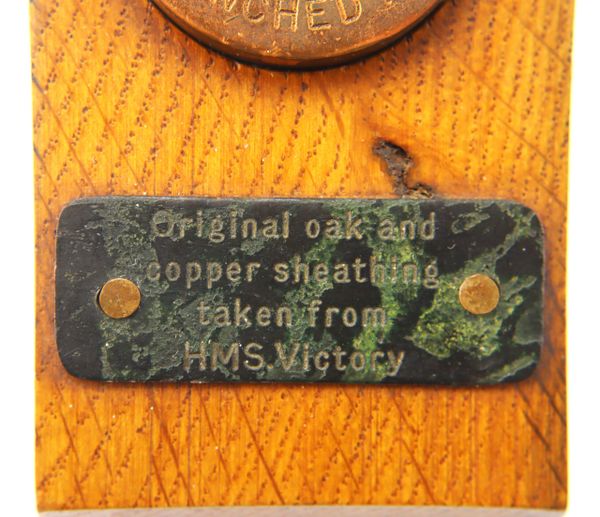 Original oak and
copper sheathing
taken from
HMS.Victory